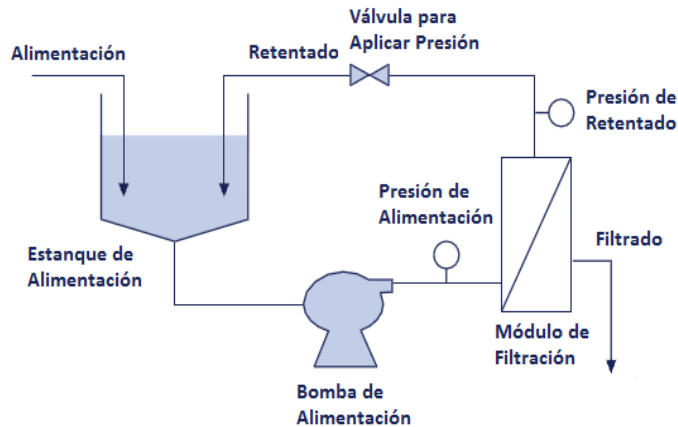 Válvula para
Aplicar Presión
Alimentación
Retentado
Presión de
Retentado
Presión de
Alimentación
Filtrado
Estanque de
Alimentación
Módulo de
Filtración
Bomba de
Alimentación